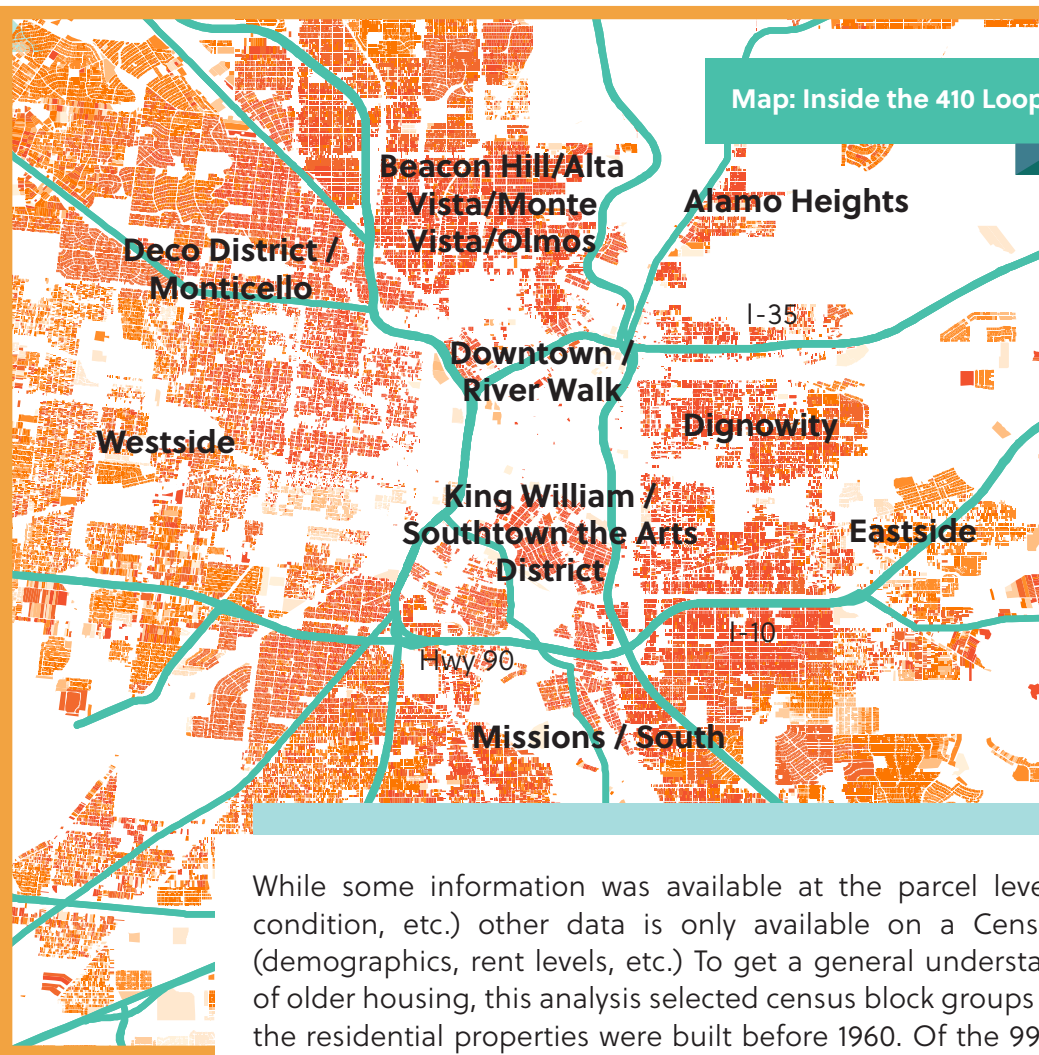 Map: Inside the 410 Loop
Beacon Hill/Alta
Vista/Monte
Vista/Olmos
Alamo Heights
Deco District /
Monticello
I-35
Downtown /
River Walk
Dignowity
Westside
King William /
Southtown the Arts
District
Eastside
I-10
Hwy 90
Missions / South
While some information was available at the parcel leve
condition, etc.) other data is only available on a Cens
(demographics, rent levels, etc.) To get a general understa
of older housing, this analysis selected census block groups
the residential properties were built before 1960. Of the 99